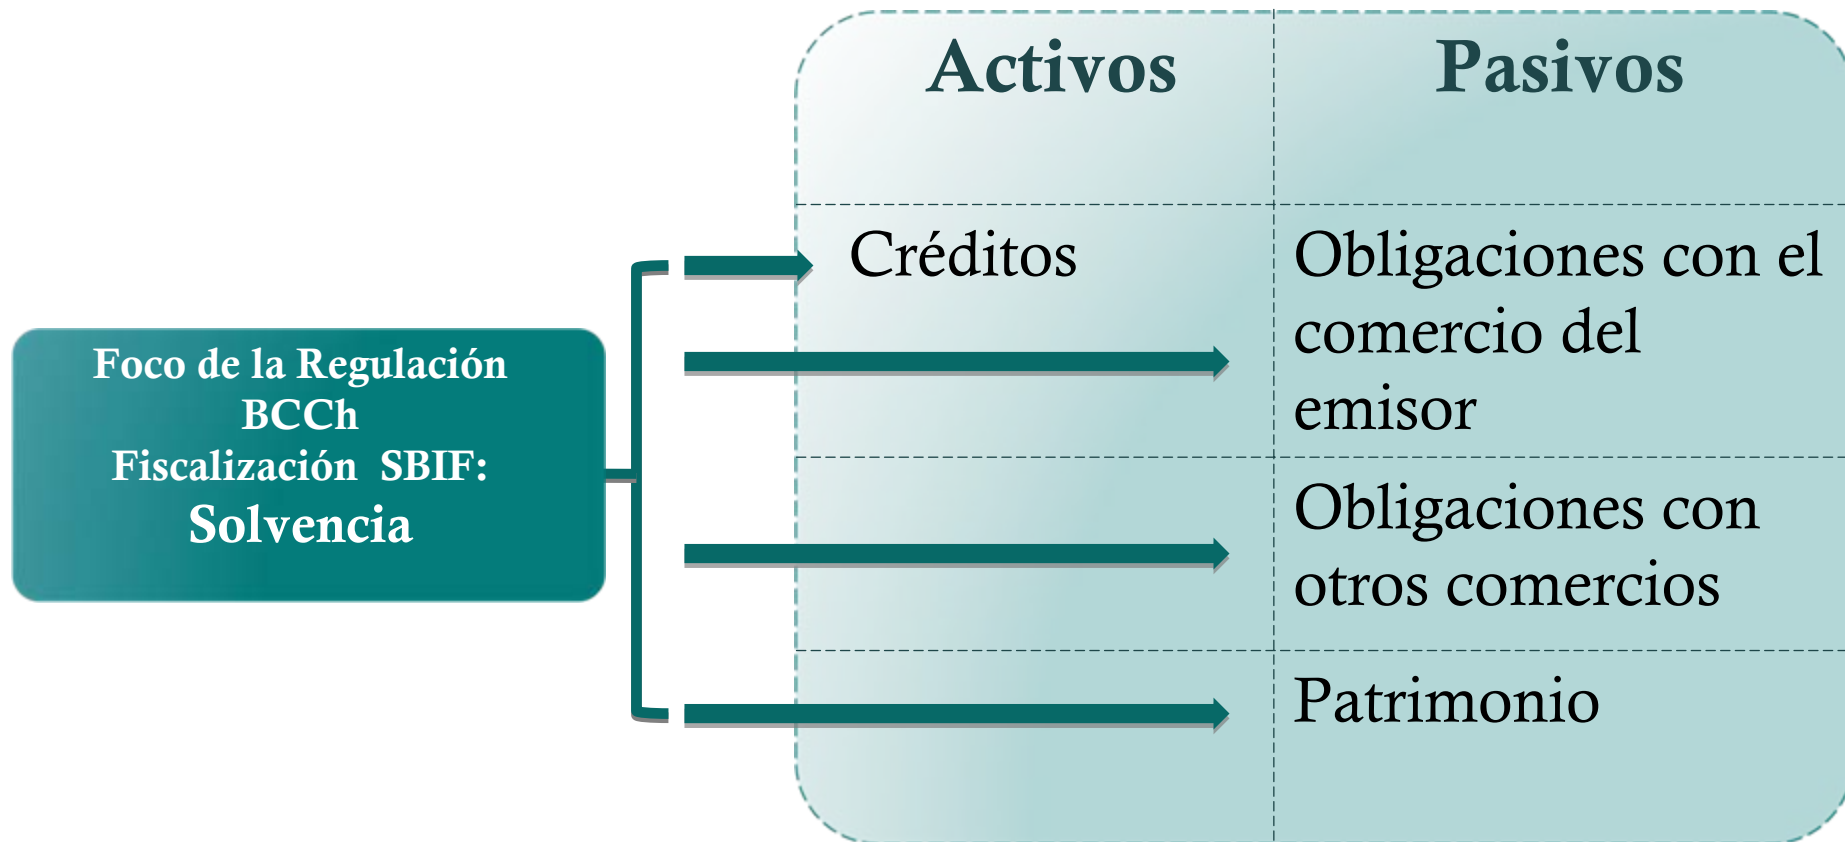 Foco de la Regulación
BCCh
Fiscalización SBIF:
Solvencia
Activos
Pasivos
Créditos
Obligaciones con el
comercio del
emisor
Obligaciones con
otros comercios
Patrimonio